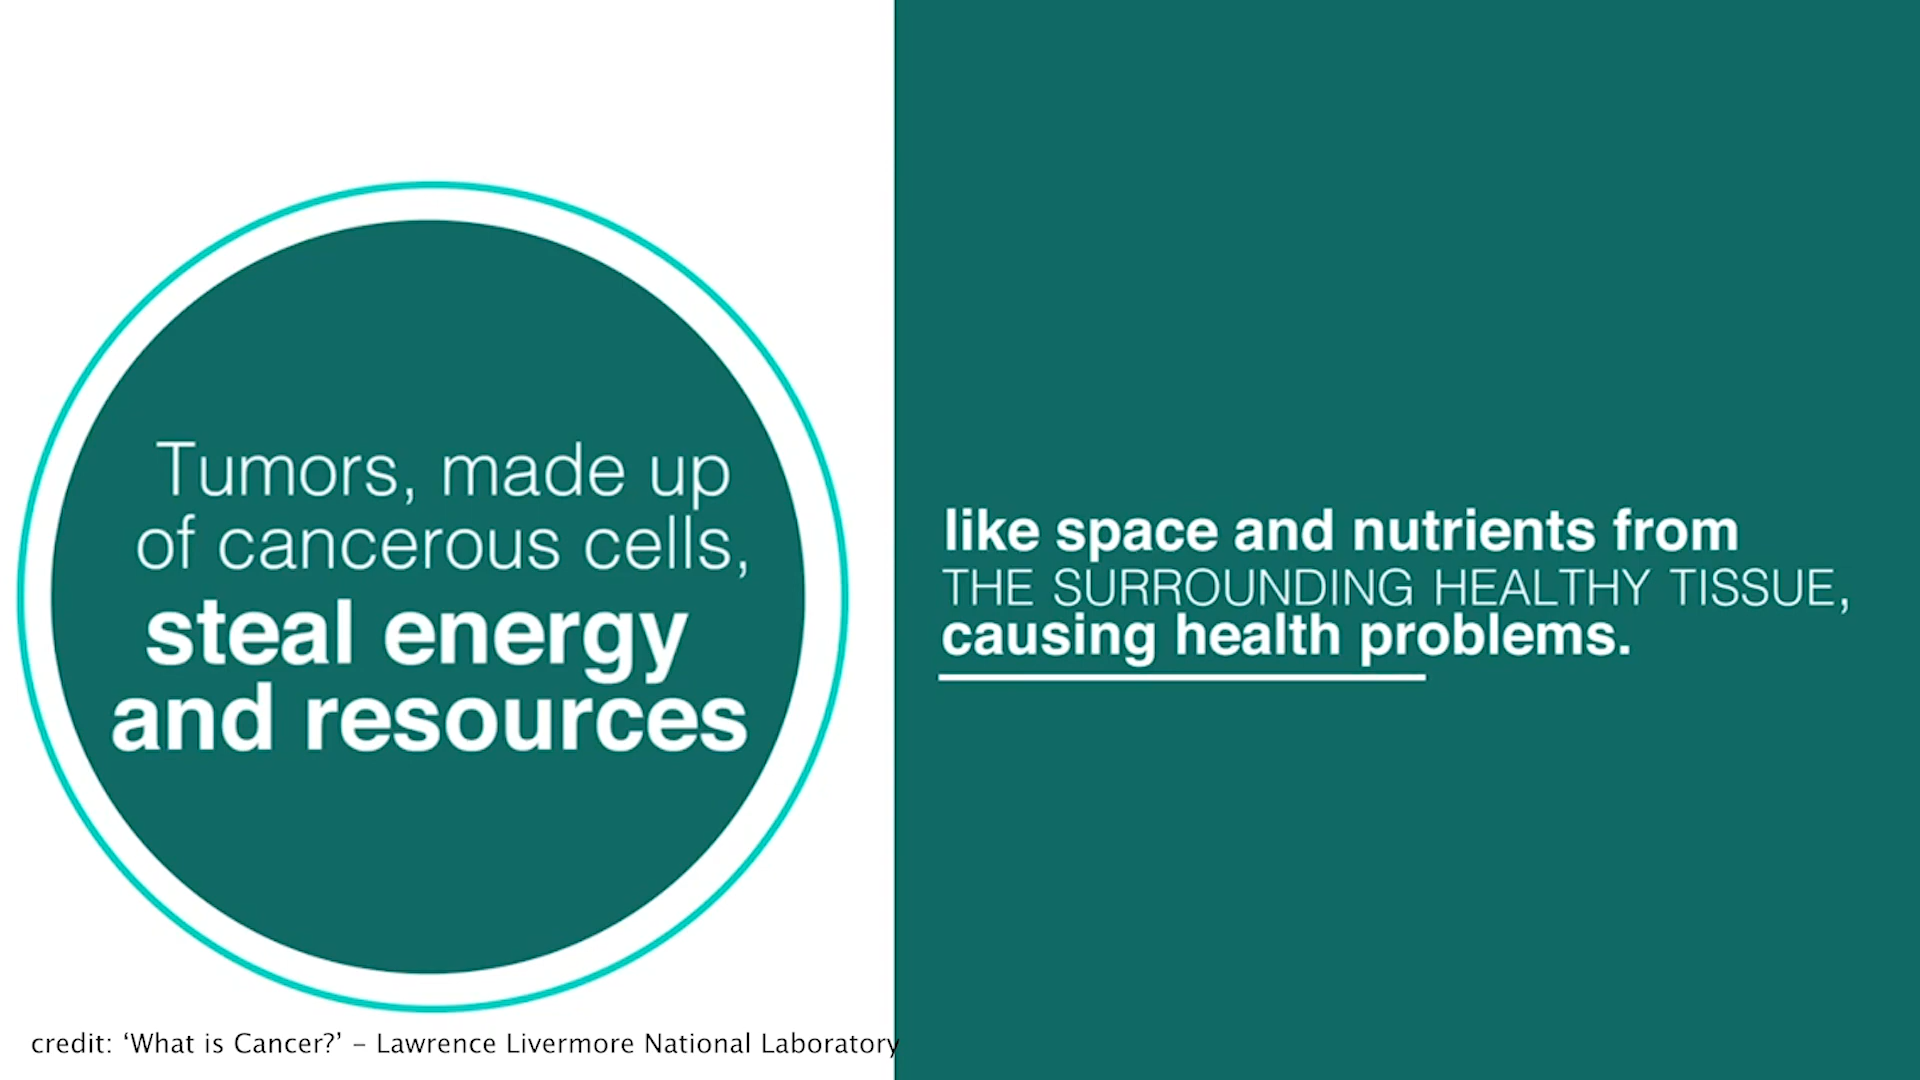 Tumors, made up
of cancerous cells,
steal energy
and resources
like space and nutrients from
THE SURROUNDING HEALTHY TISSUE,
causing health problems.
credit: ‘What is Cancer?’ – Lawrence Livermore National Laboratory